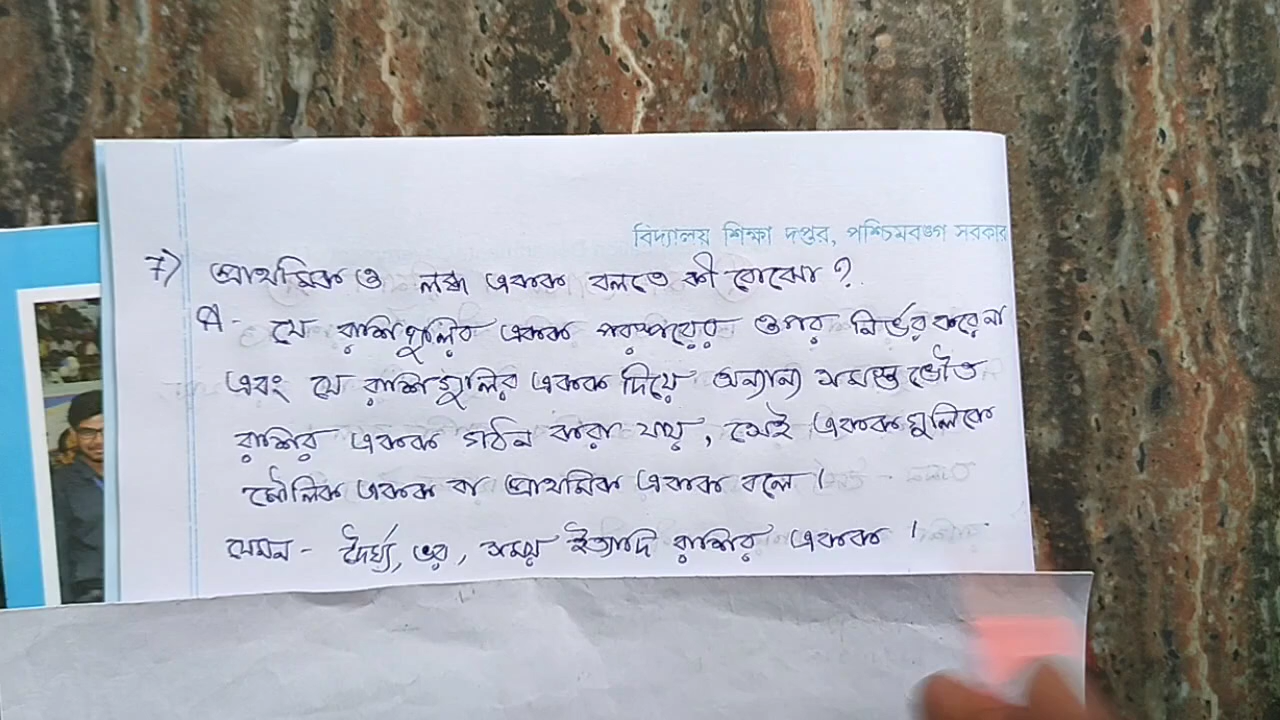 বিদ্যালয় শিক্ষা দপ্তর, পশ্চিমবঙ্গ সরকার
7) প্রাথমিক ও লব্ধ একক বলতে কী বোঝো ?
A - যে রাশিগুলির একক পরস্পরের ওপর নির্ভর করে না
এবং যে রাশিগুলির একক দিয়ে অন্যান্য সমস্ত ভৌত
রাশির একক গঠন করা যায়, সেই একক গুলিকে
মৌলিক একক বা প্রাথমিক একক বলে ।
যেমন - দৈর্ঘ্য, ভর, সময় ইত্যাদি রাশির একক ।